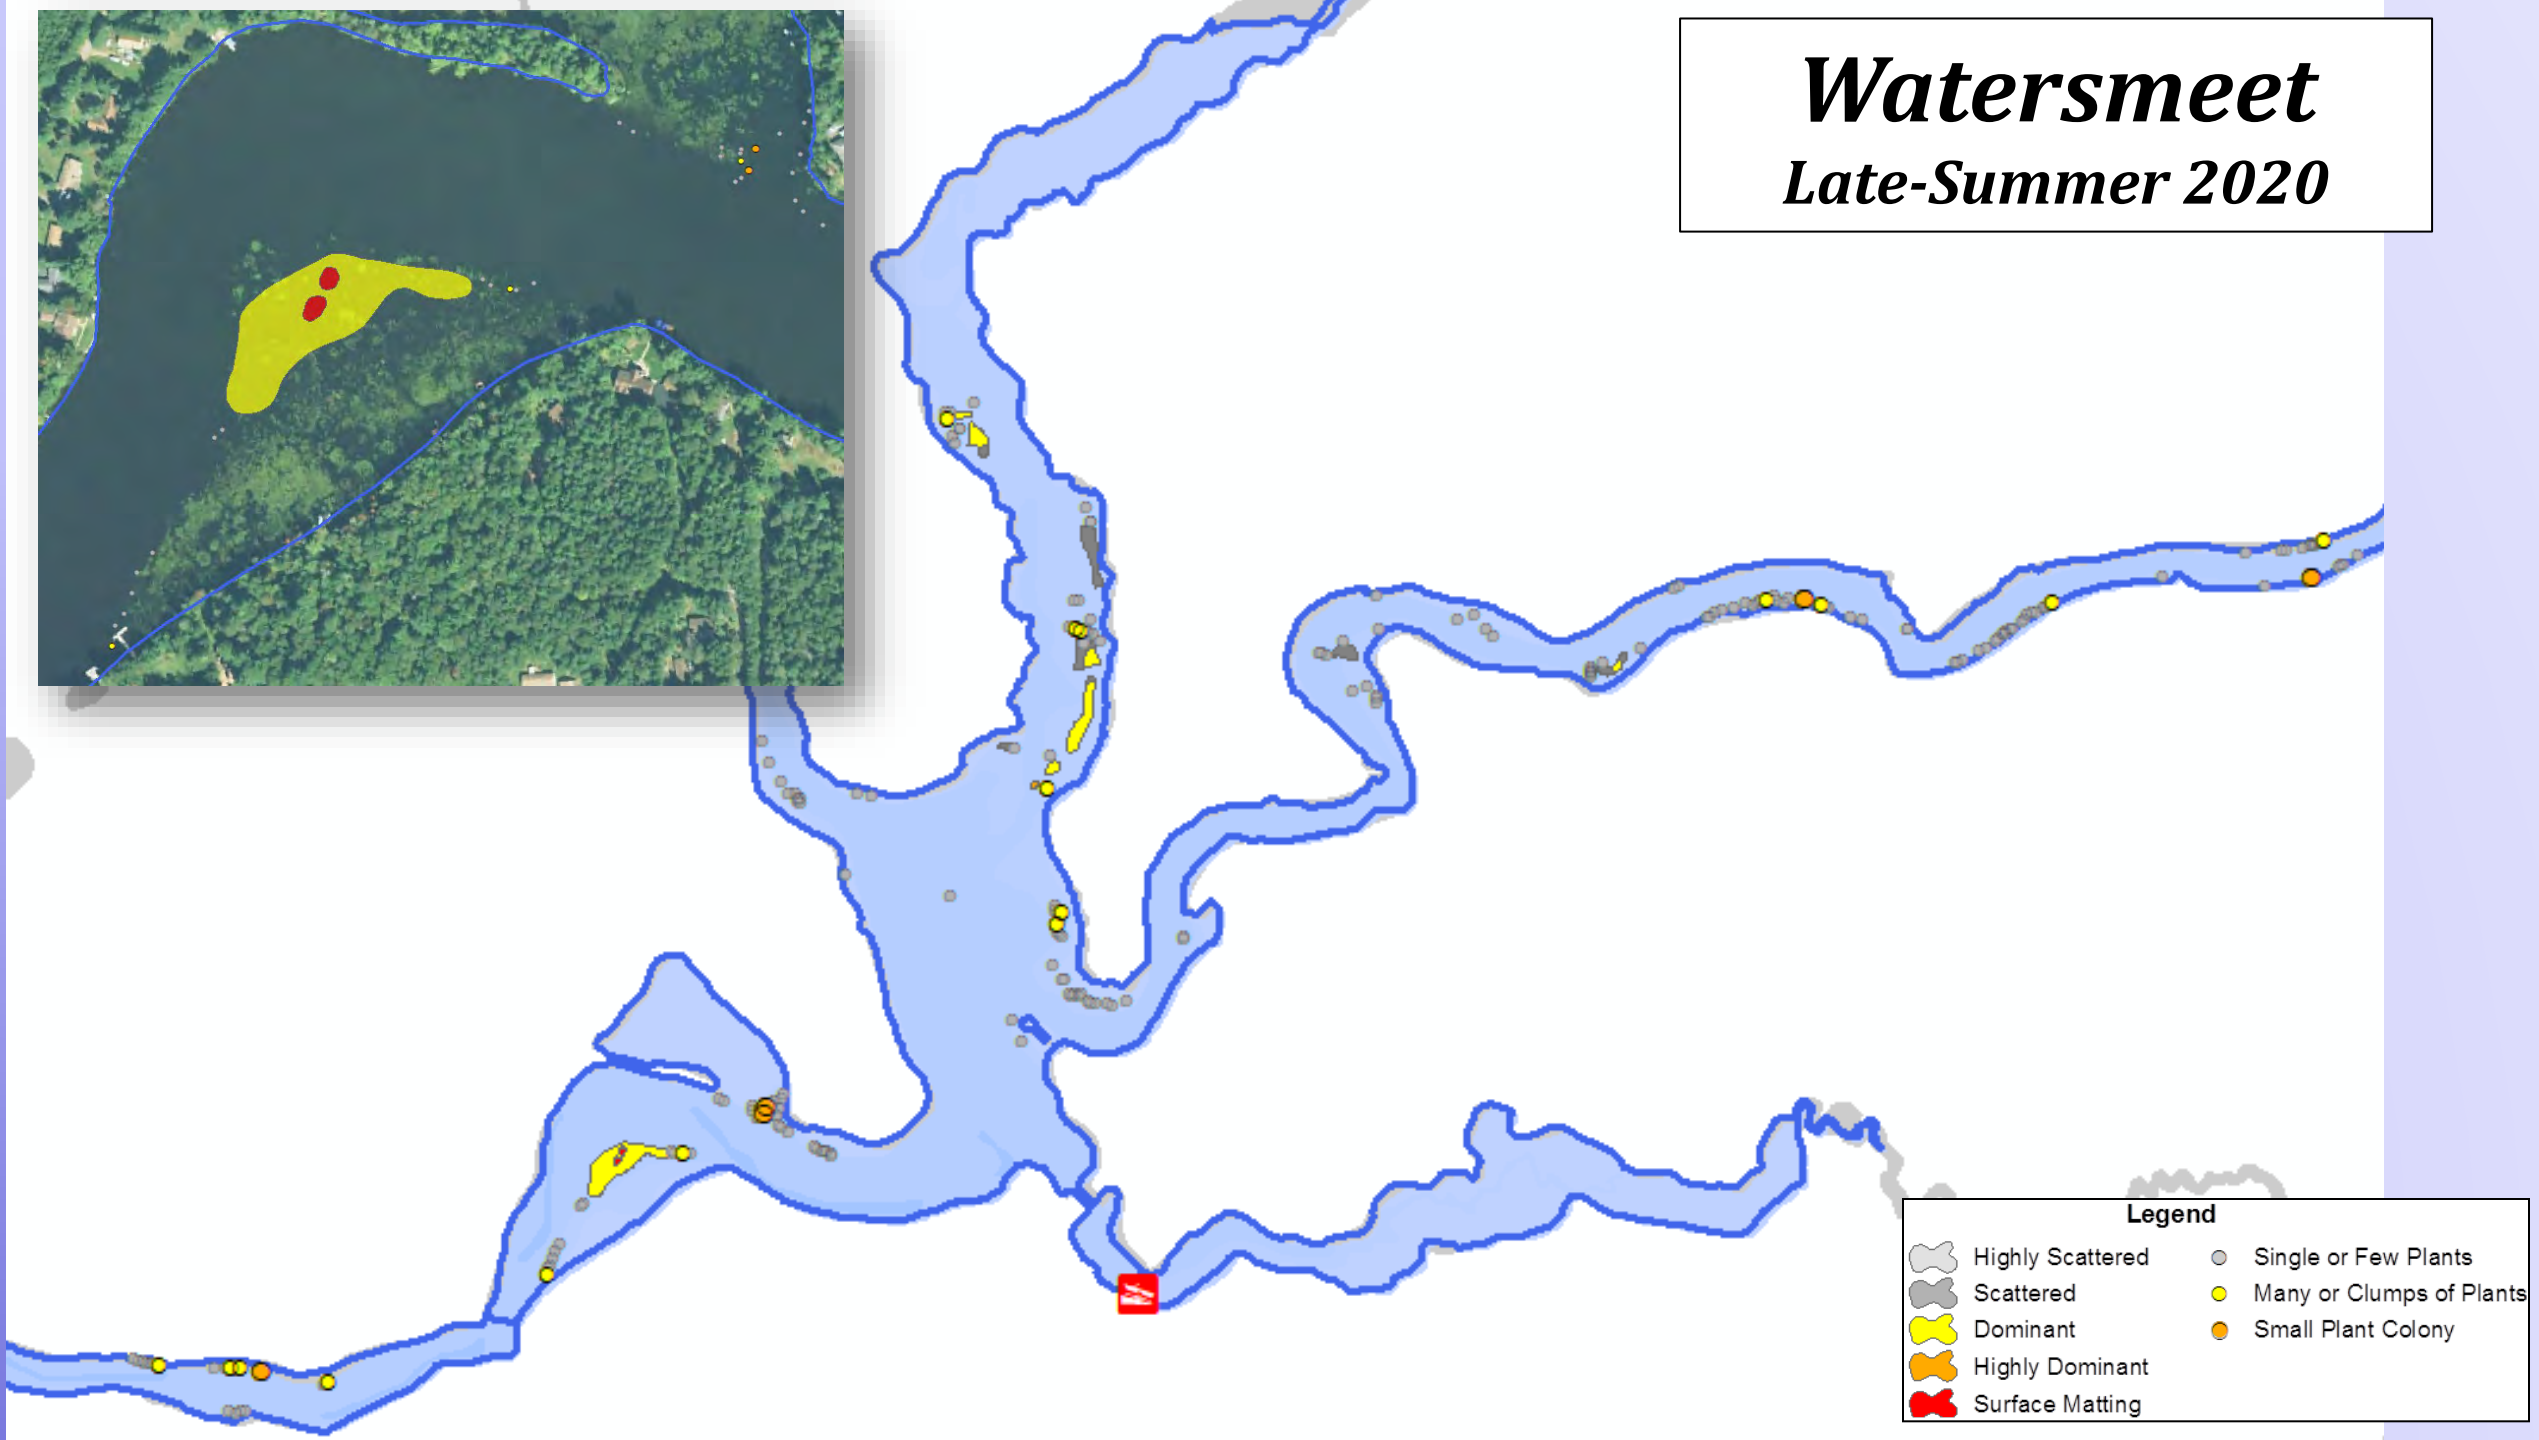 Watersmeet
Late-Summer 2020
Legend
Highly Scattered
Scattered
Dominant
Highly Dominant
Surface Matting
Single or Few Plants
Many or Clumps of Plants
Small Plant Colony